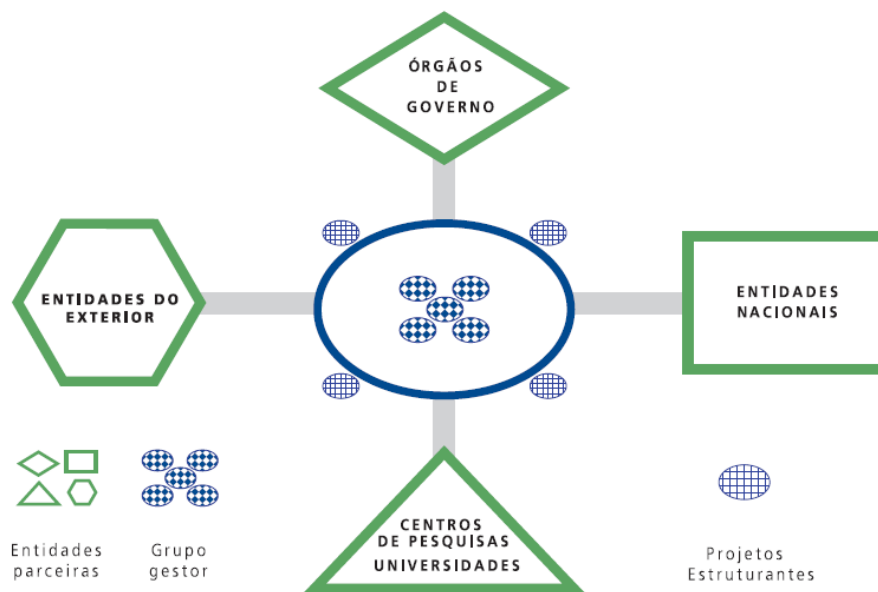 ÓRGÃOS
DE
GOVERNO
ENTIDADES DO
EXTERIOR
ENTIDADES
NACIONAIS
CENTROS
DE PESQUISAS
UNIVERSIDADES
Entidades
parceiras
Grupo
gestor
Projetos
Estruturantes